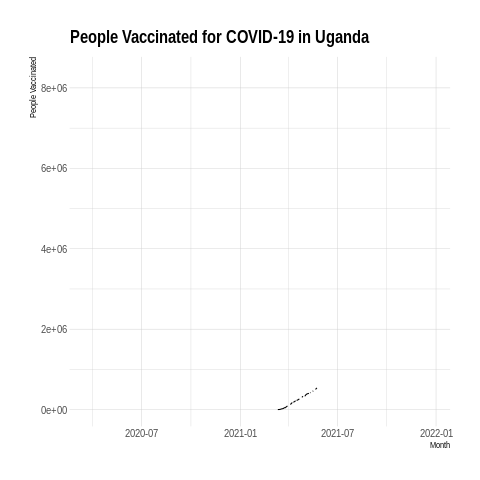 People Vaccinated for COVID-19 in Uganda
People Vaccinated
8e+06
6e+06
4e+06
2e+06
0e+00
2020-07 2021-01 2021-07 2022-01
Month